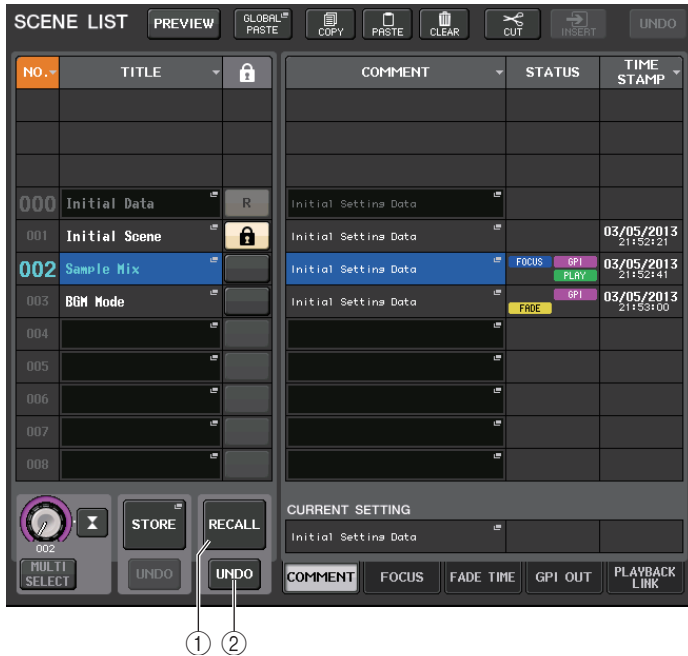 SCENE LIST PREVIEW GLOBAL PASTE COPY PASTE CLEAR CUT INSERT UNDO
NO. TITLE COMMENT STATUS TIME STAMP
000 Initial Data R Initial Setting Data
001 Initial Scene Initial Setting Data 03/05/2013 21:52:21
002 Sample Mix Initial Setting Data FOCUS GPI PLAY 03/05/2013 21:52:41
003 BGM Mode Initial Setting Data GPI FADE 03/05/2013 21:53:00
004
005
006
007
008
STORE RECALL
CURRENT SETTING
Initial Setting Data
002
MULTI SELECT UNDO UNDO COMMENT FOCUS FADE TIME GPI OUT PLAYBACK LINK
① ②